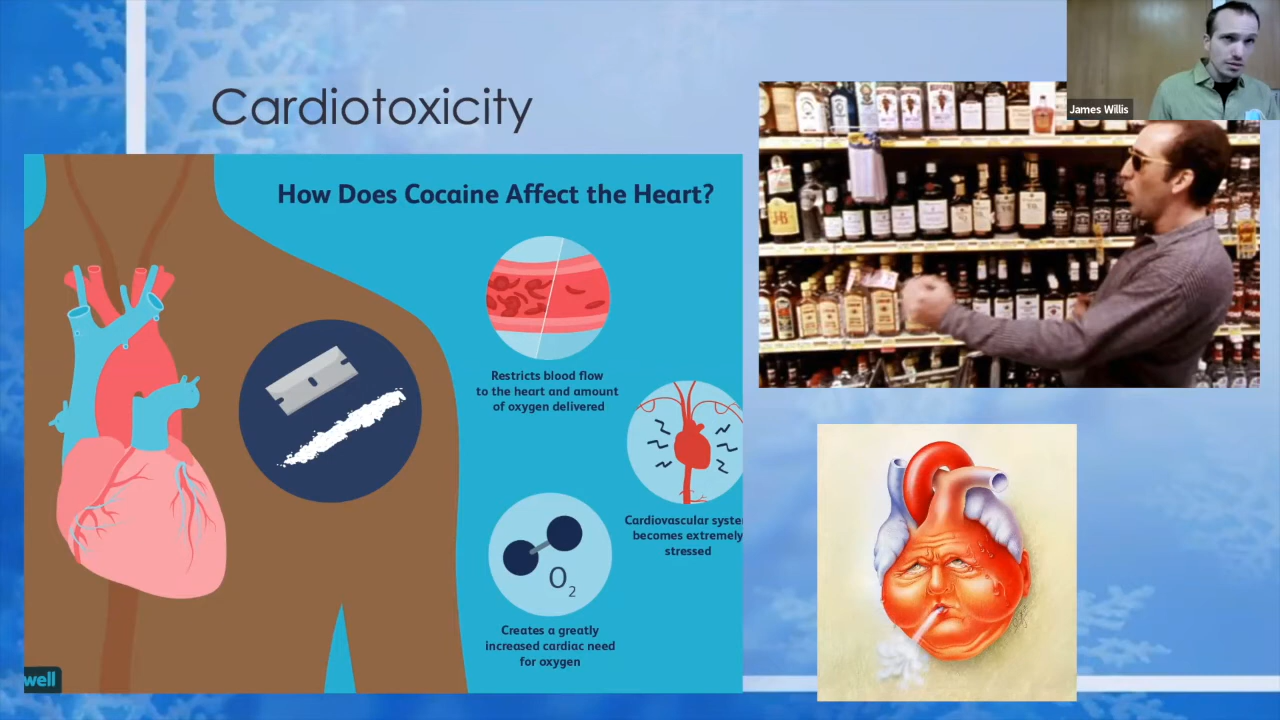 Cardiotoxicity
James Willis
How Does Cocaine Affect the Heart?
Restricts blood flow
to the heart and amount
of oxygen delivered
Cardiovascular syste
becomes extremely
stressed
O2
Creates a greatly
increased cardiac need
for oxygen
well
J&B